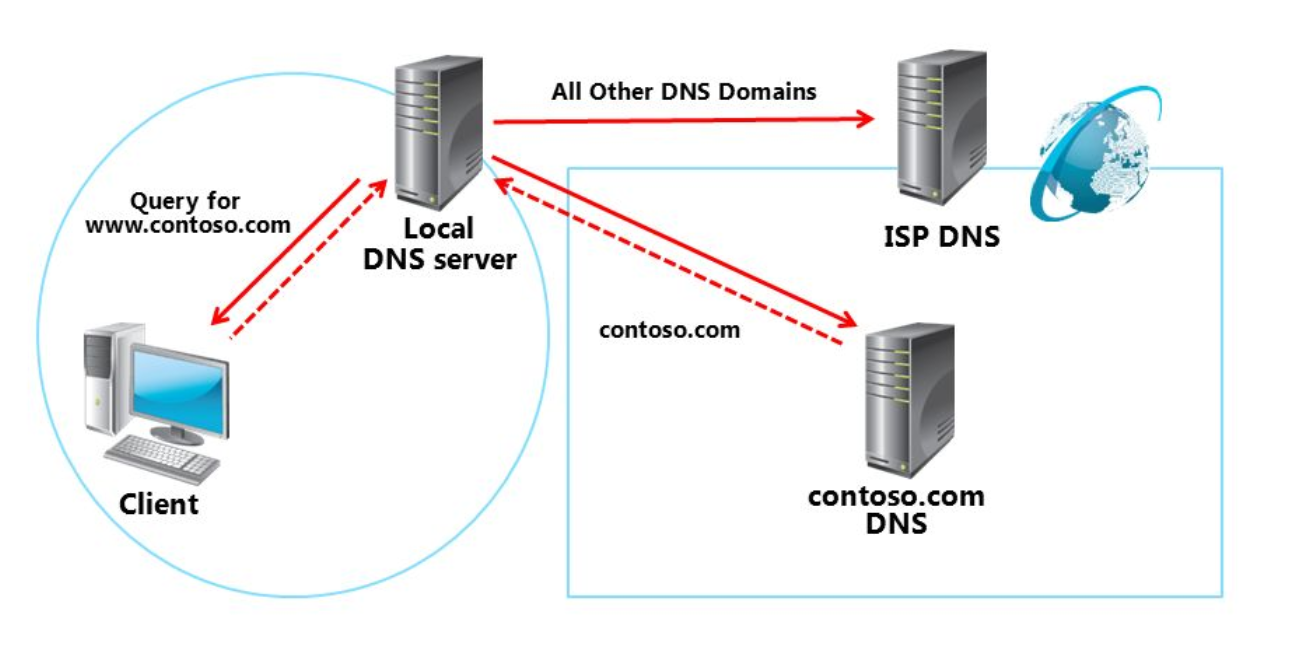 All Other DNS Domains
Query for
www.contoso.com
Local
DNS server
ISP DNS
contoso.com
Client
contoso.com
DNS